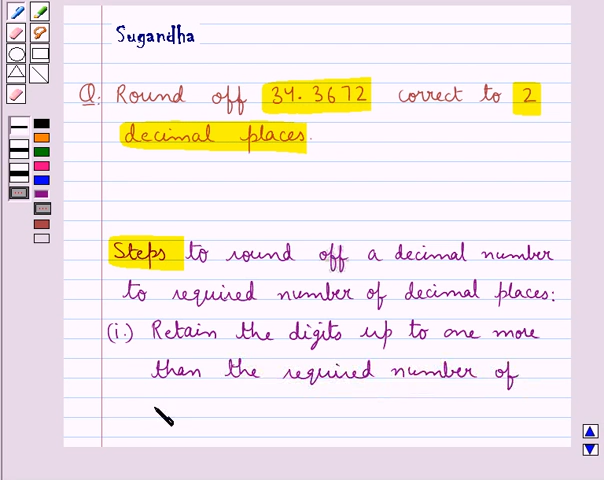 Sugandha
Q: Round off 34.3672 correct to 2
decimal places.
Steps to round off a decimal number
to required number of decimal places:
(i.) Retain the digits up to one more
than the required number of